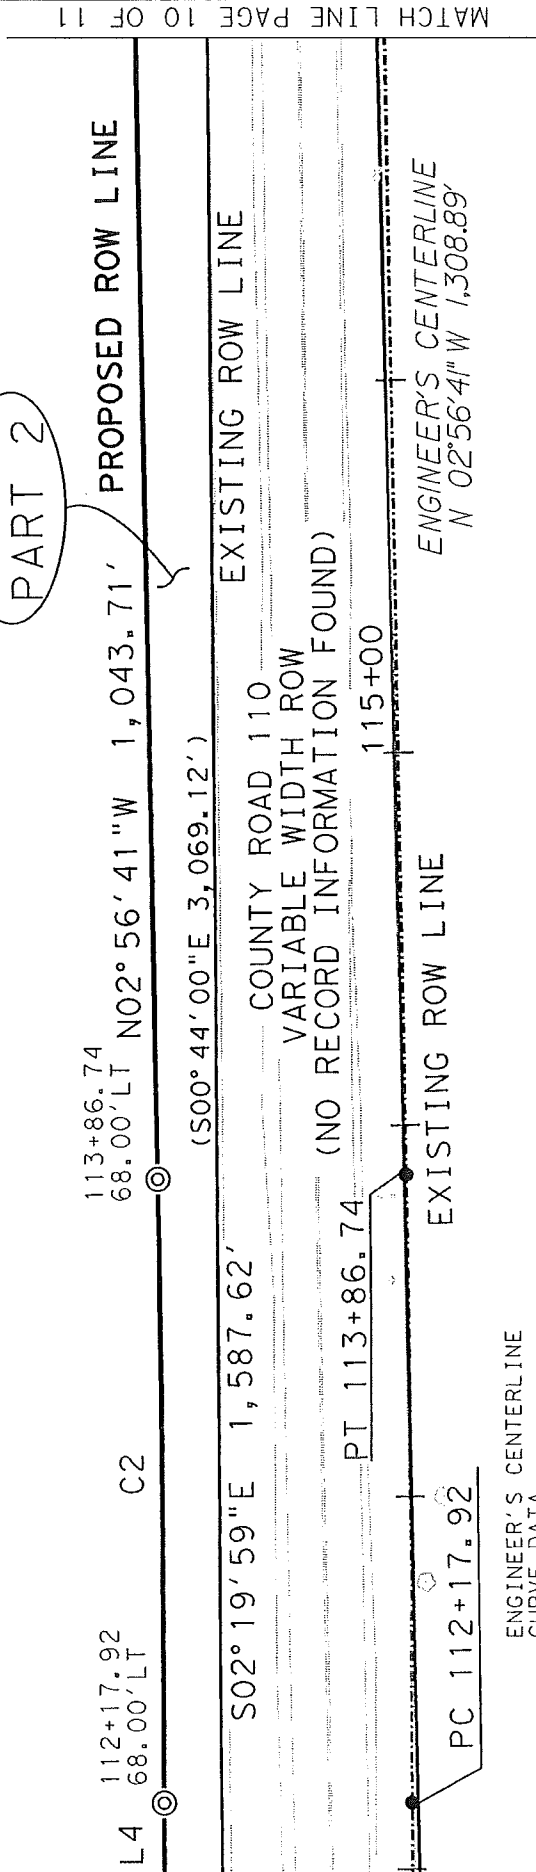 MATCH LINE PAGE 10 OF 11
PART 2
PROPOSED ROW LINE
N02°56'41"W 1,043.71'
113+86.74
68.00'LT
C2
112+17.92
68.00'LT
L4
EXISTING ROW LINE
(S00°44'00"E 3,069.12')
S02°19'59"E 1,587.62'
COUNTY ROAD 110
VARIABLE WIDTH ROW
(NO RECORD INFORMATION FOUND)
115+00
PT 113+86.74
ENGINEER'S CENTERLINE
N 02°56'41"W 1,308.89'
EXISTING ROW LINE
PC 112+17.92
ENGINEER'S CENTERLINE
CURVE DATA